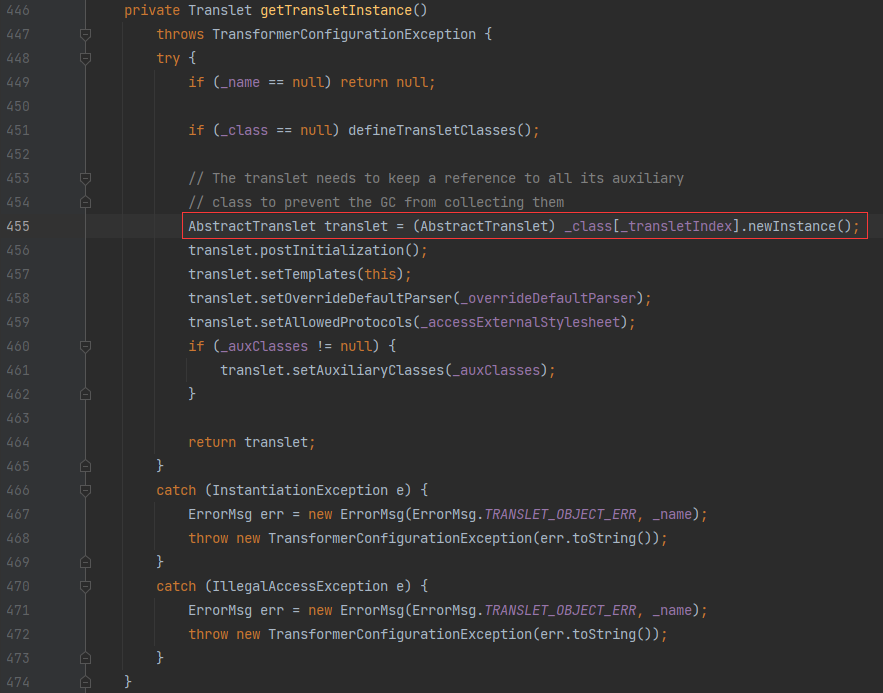 446 private Translet getTransletInstance()
447 throws TransformerConfigurationException {
448 try {
449 if (_name == null) return null;
450
451 if (_class == null) defineTransletClasses();
452
453 // The translet needs to keep a reference to all its auxiliary
454 // class to prevent the GC from collecting them
455 AbstractTranslet translet = (AbstractTranslet) _class[_transletIndex].newInstance();
456 translet.postInitialization();
457 translet.setTemplates(this);
458 translet.setOverrideDefaultParser(_overrideDefaultParser);
459 translet.setAllowedProtocols(_accessExternalStylesheet);
460 if (_auxClasses != null) {
461 translet.setAuxiliaryClasses(_auxClasses);
462 }
463
464 return translet;
465 }
466 catch (InstantiationException e) {
467 ErrorMsg err = new ErrorMsg(ErrorMsg.TRANSLET_OBJECT_ERR, _name);
468 throw new TransformerConfigurationException(err.toString());
469 }
470 catch (IllegalAccessException e) {
471 ErrorMsg err = new ErrorMsg(ErrorMsg.TRANSLET_OBJECT_ERR, _name);
472 throw new TransformerConfigurationException(err.toString());
473 }
474 }